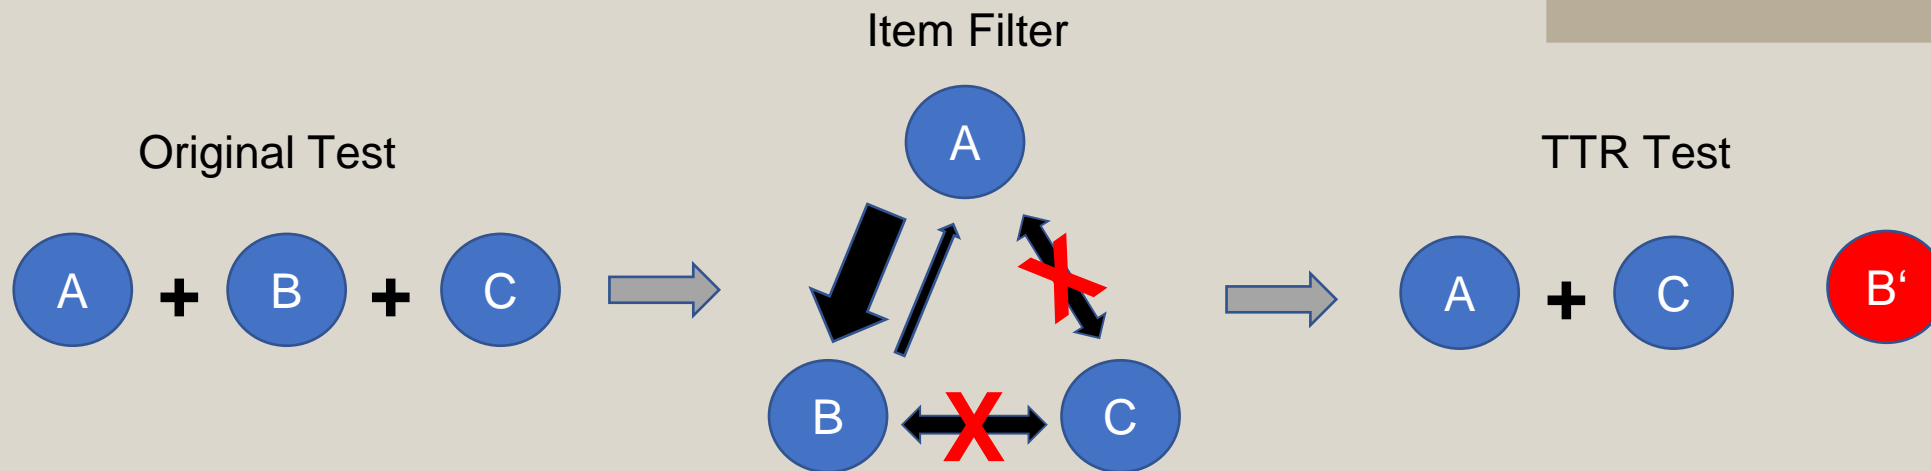 Item Filter
Original Test
TTR Test
A
A + B + C
A + C B‘
B X C
X